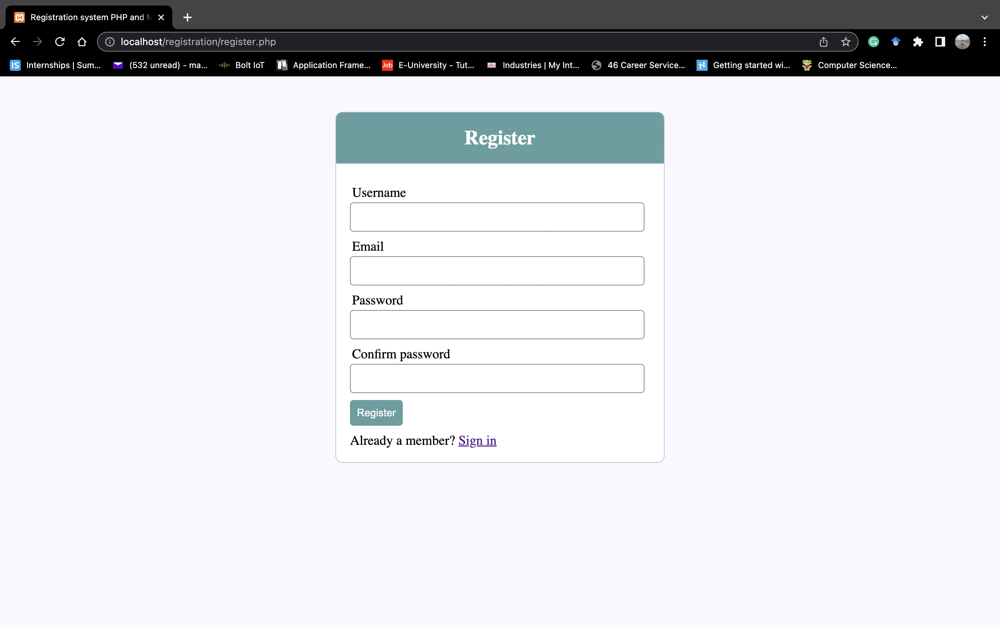 Registration system PHP and M
localhost/registration/register.php
IS Internships | Sum... (532 unread) - ma... Bolt IoT Application Frame... Job E-University - Tut... Industries | My Int... 46 Career Service... Getting started wi... Computer Science...
Register
Username
Email
Password
Confirm password
Register
Already a member? Sign in